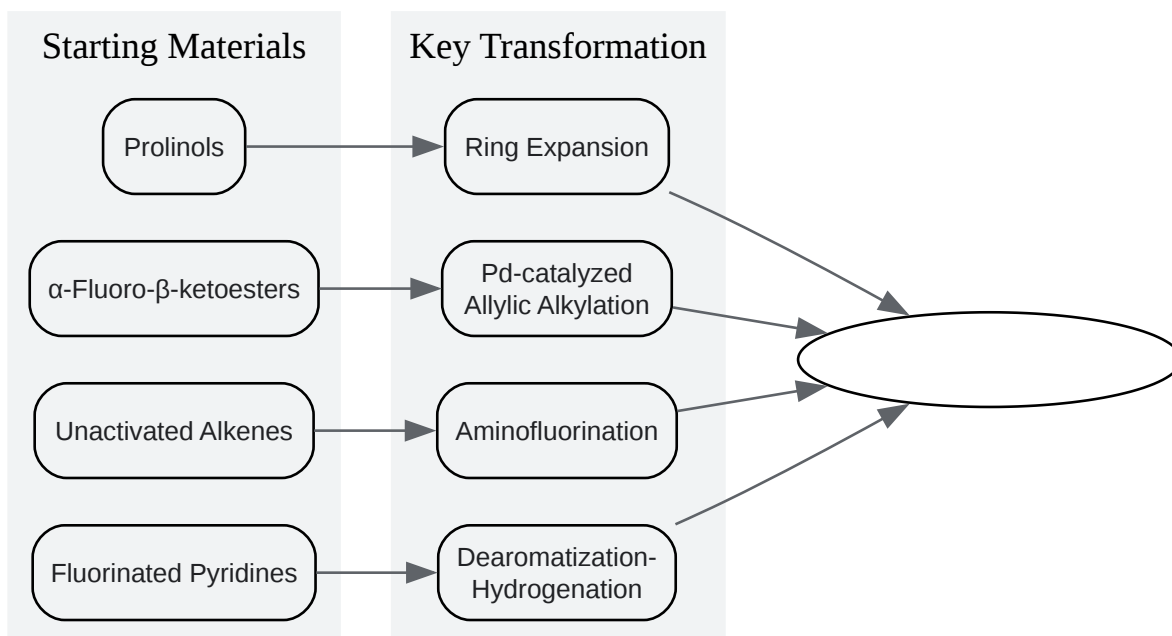 Starting Materials
Key Transformation
Prolinols
Ring Expansion
α-Fluoro-β-ketoesters
Pd-catalyzed
Allylic Alkylation
Unactivated Alkenes
Aminofluorination
Fluorinated Pyridines
Dearomatization-
Hydrogenation